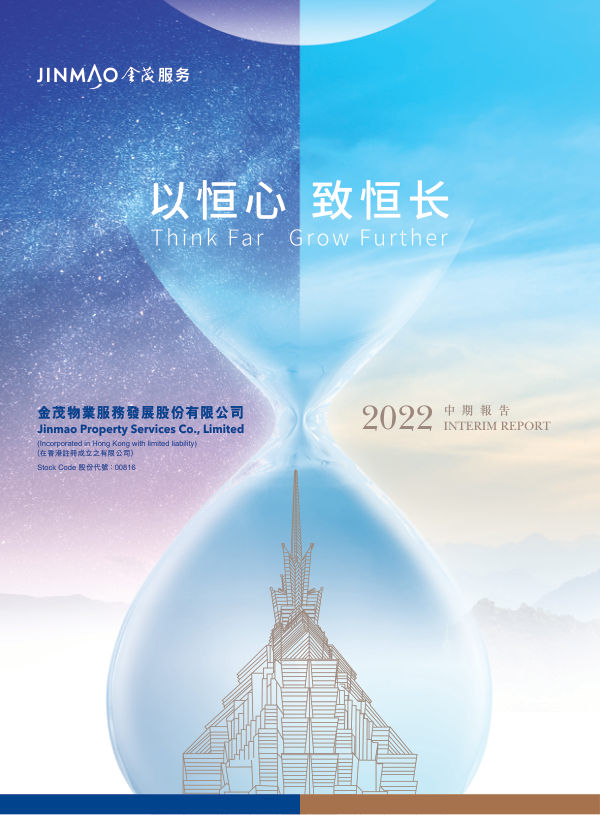 JINMAO 金茂服务
以恒心 致恒长
Think Far Grow Further
金茂物業服務發展股份有限公司
Jinmao Property Services Co., Limited
(Incorporated in Hong Kong with limited liability)
(在香港註冊成立之有限公司)
Stock Code 股份代號 : 00816
2022 中期報告
INTERIM REPORT